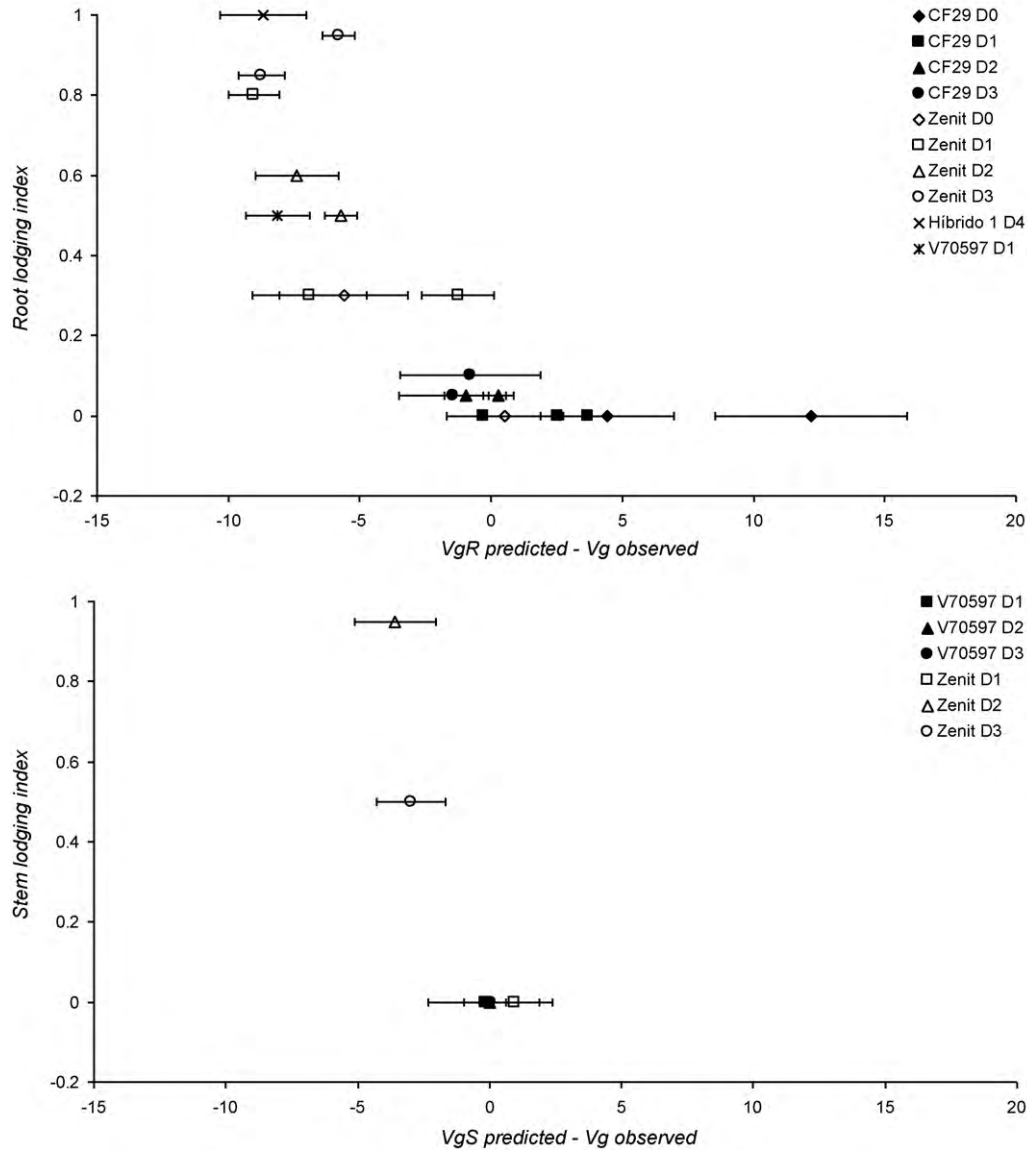 1
0.8
0.6
0.4
0.2
0
-0.2
Root lodging index
-15 -10 -5 0 5 10 15 20
VgR predicted - Vg observed
CF29 D0
CF29 D1
CF29 D2
CF29 D3
Zenit D0
Zenit D1
Zenit D2
Zenit D3
Híbrido 1 D4
V70597 D1
1
0.8
0.6
0.4
0.2
0
-0.2
Stem lodging index
-15 -10 -5 0 5 10 15 20
VgS predicted - Vg observed
V70597 D1
V70597 D2
V70597 D3
Zenit D1
Zenit D2
Zenit D3